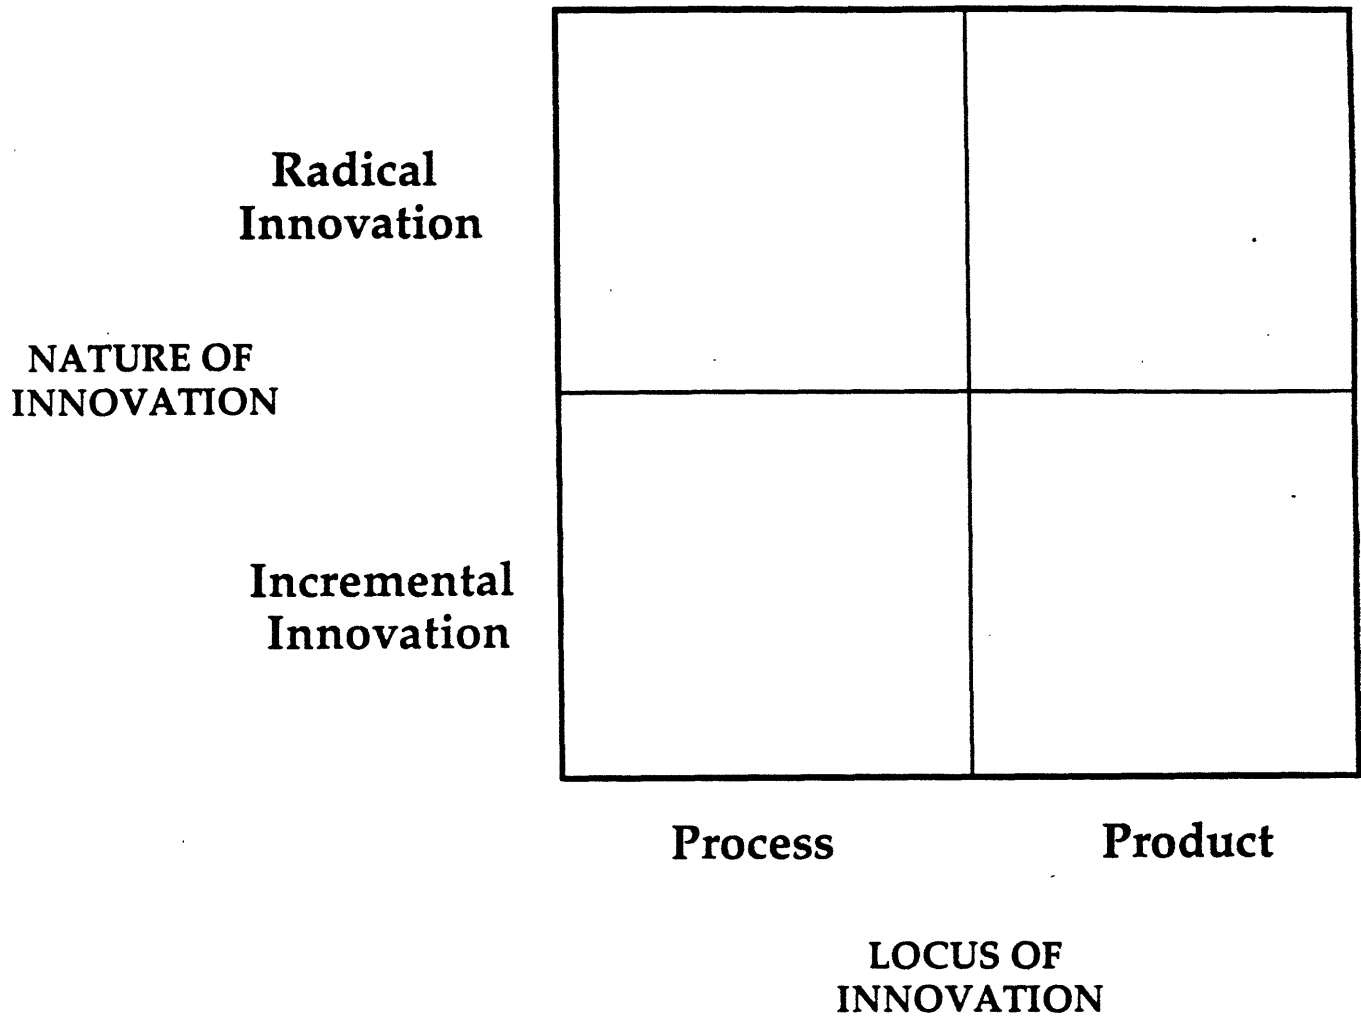 Radical
Innovation
NATURE OF
INNOVATION
Incremental
Innovation
Process
Product
LOCUS OF
INNOVATION